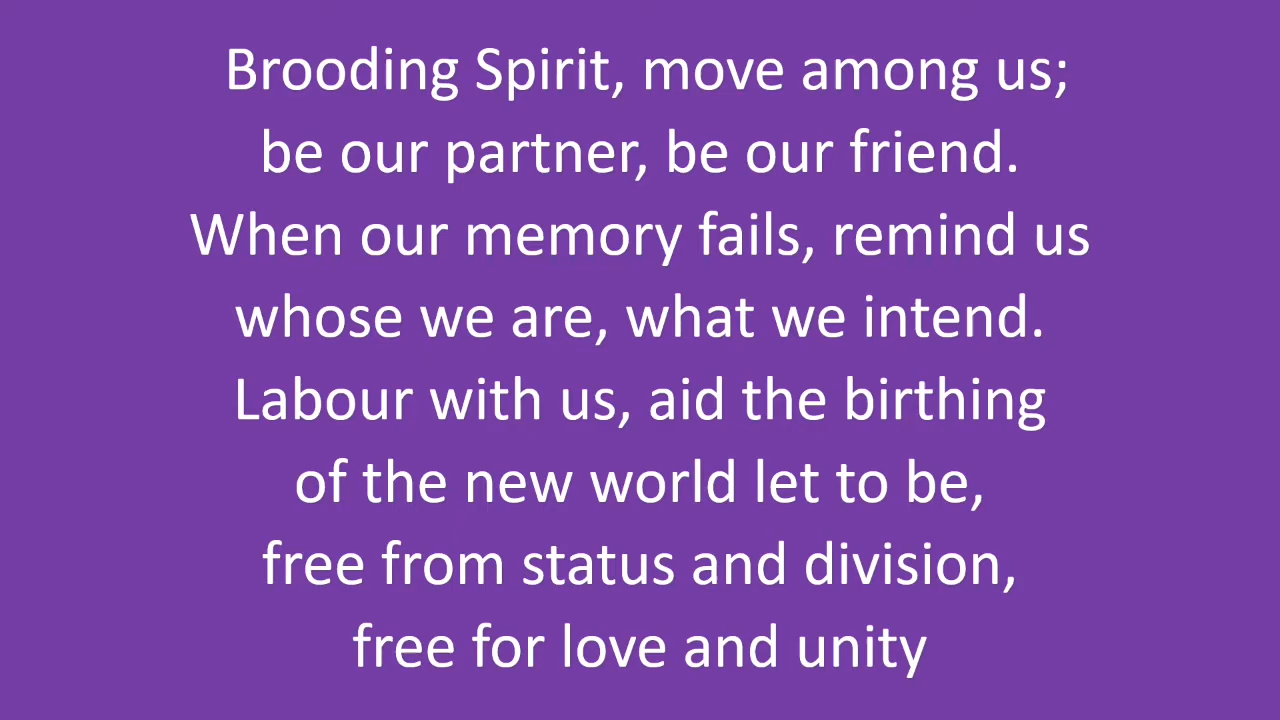 Brooding Spirit, move among us;
be our partner, be our friend.
When our memory fails, remind us
whose we are, what we intend.
Labour with us, aid the birthing
of the new world let to be,
free from status and division,
free for love and unity